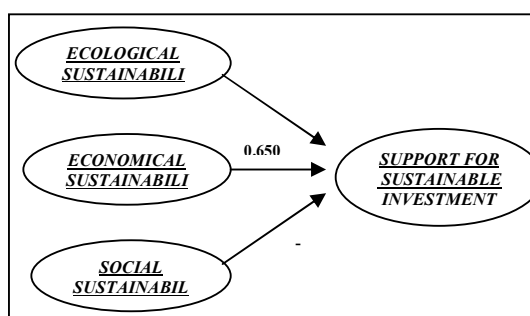 ECOLOGICAL
SUSTAINABILI
0.650
ECONOMICAL
SUSTAINABILI
SUPPORT FOR
SUSTAINABLE
INVESTMENT
-
SOCIAL
SUSTAINABIL